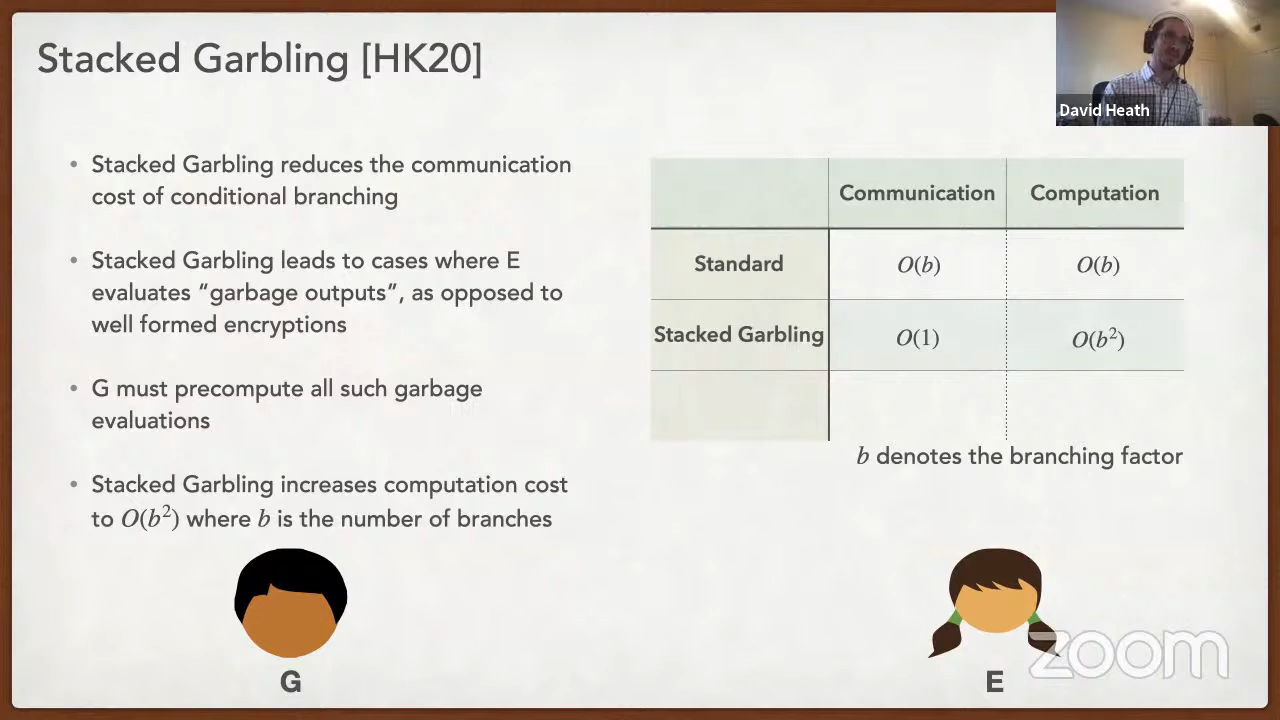 Stacked Garbling [HK20]
David Heath
• Stacked Garbling reduces the communication
cost of conditional branching
• Stacked Garbling leads to cases where E
evaluates “garbage outputs”, as opposed to
well formed encryptions
• G must precompute all such garbage
evaluations
• Stacked Garbling increases computation cost
to O(b²) where b is the number of branches
Communication Computation
Standard O(b) O(b)
Stacked Garbling O(1) O(b²)
b denotes the branching factor
G
E
zoom